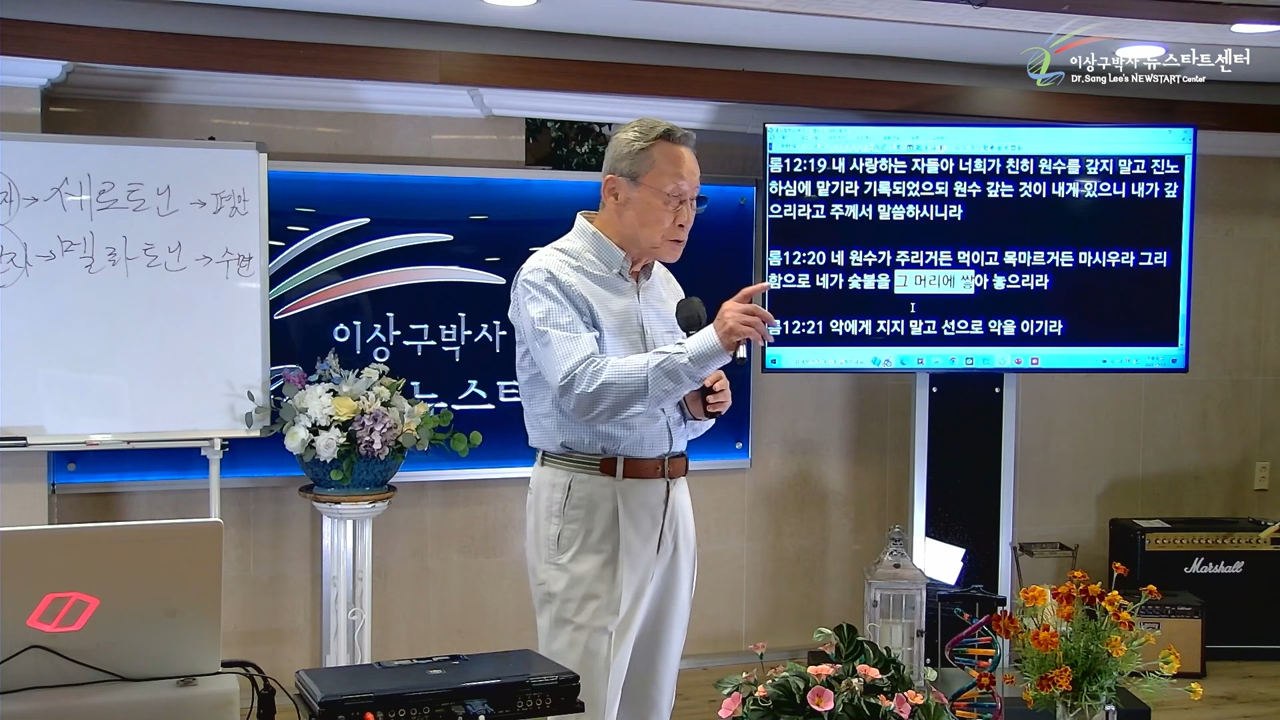 이상구박사 뉴스타트센터
Dr. Sang Lee's NEWSTART Center
롬12:19 내 사랑하는 자들아 너희가 친히 원수를 갚지 말고 진노
하심에 맡기라 기록되었으되 원수 갚는 것이 내게 있으니 내가 갚
으리라고 주께서 말씀하시니라
롬12:20 네 원수가 주리거든 먹이고 목마르거든 마시우라 그리
함으로 네가 숯불을 그 머리에 쌓아 놓으리라
롬12:21 악에게 지지 말고 선으로 악을 이기라
→ 세로토닌 → 평안
→ 멜라토닌 → 수면
이상구박사
뉴스타
Marshall